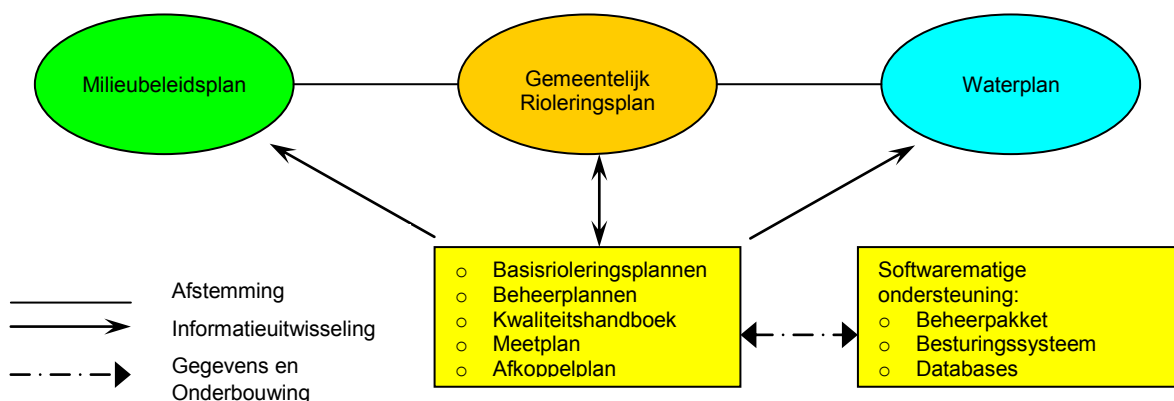 Milieubeleidsplan
Gemeentelijk
Rioleringsplan
Waterplan
o Basisrioleringsplannen
o Beheerplannen
o Kwaliteitshandboek
o Meetplan
o Afkoppelplan
Softwarematige
ondersteuning:
o Beheerpakket
o Besturingssysteem
o Databases
Afstemming
Informatieuitwisseling
Gegevens en
Onderbouwing